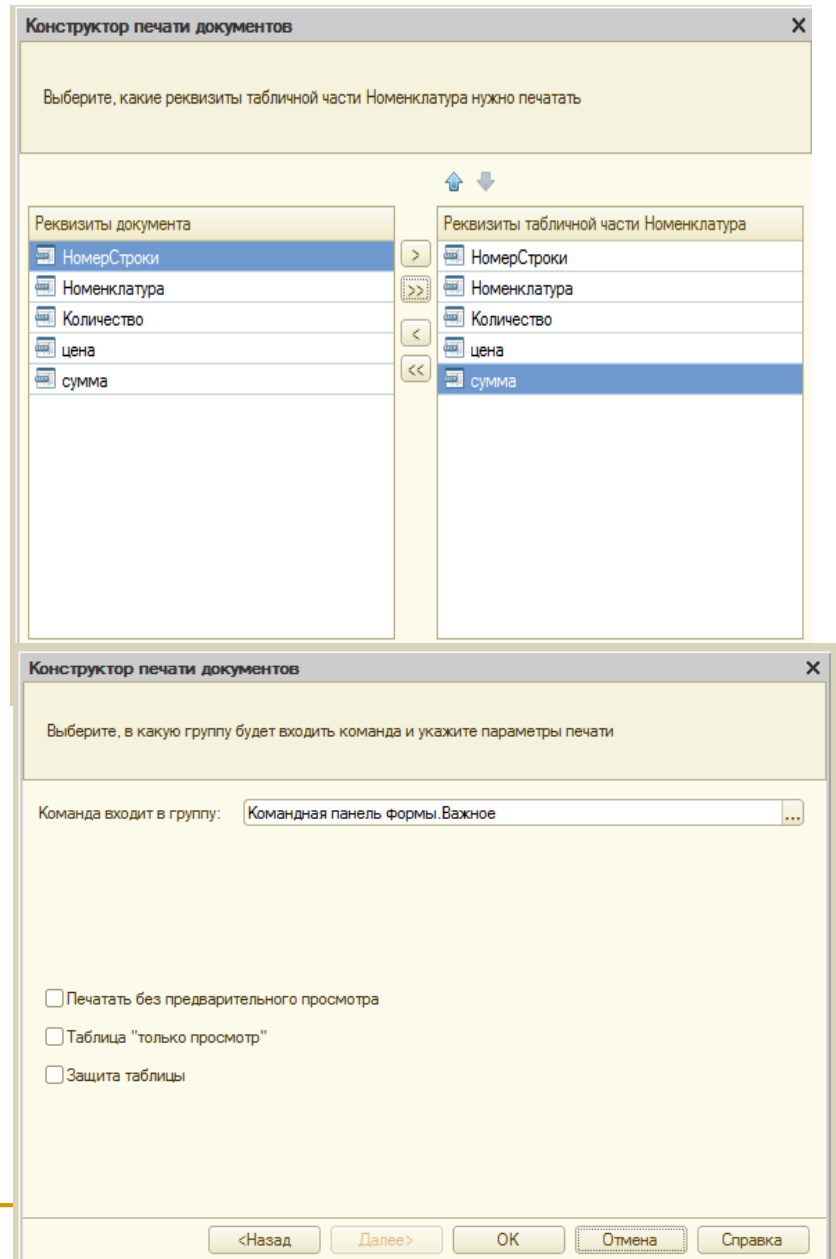 Конструктор печати документов
Выберите, какие реквизиты табличной части Номенклатура нужно печатать
Реквизиты документа
НомерСтроки
Номенклатура
Количество
цена
сумма
>
>>
<
<<
Реквизиты табличной части Номенклатура
НомерСтроки
Номенклатура
Количество
цена
сумма
Конструктор печати документов
Выберите, в какую группу будет входить команда и укажите параметры печати
Команда входит в группу: Командная панель формы.Важное ...
Печатать без предварительного просмотра
Таблица "только просмотр"
Защита таблицы
<Назад Далее> OK Отмена Справка